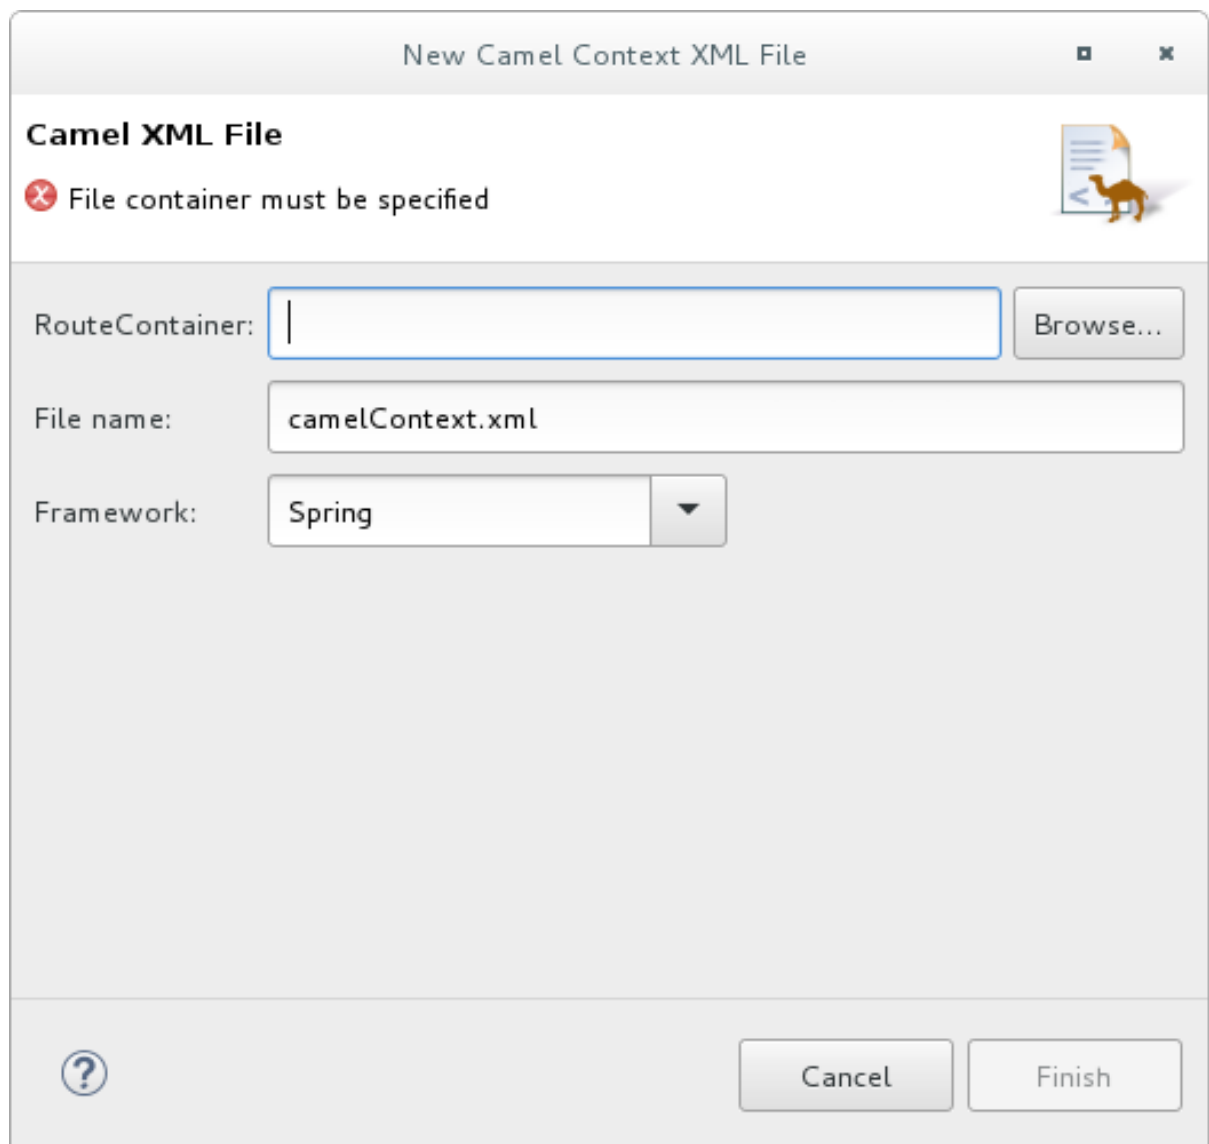 New Camel Context XML File
Camel XML File
File container must be specified
RouteContainer:
Browse...
File name:
camelContext.xml
Framework:
Spring
?
Cancel
Finish